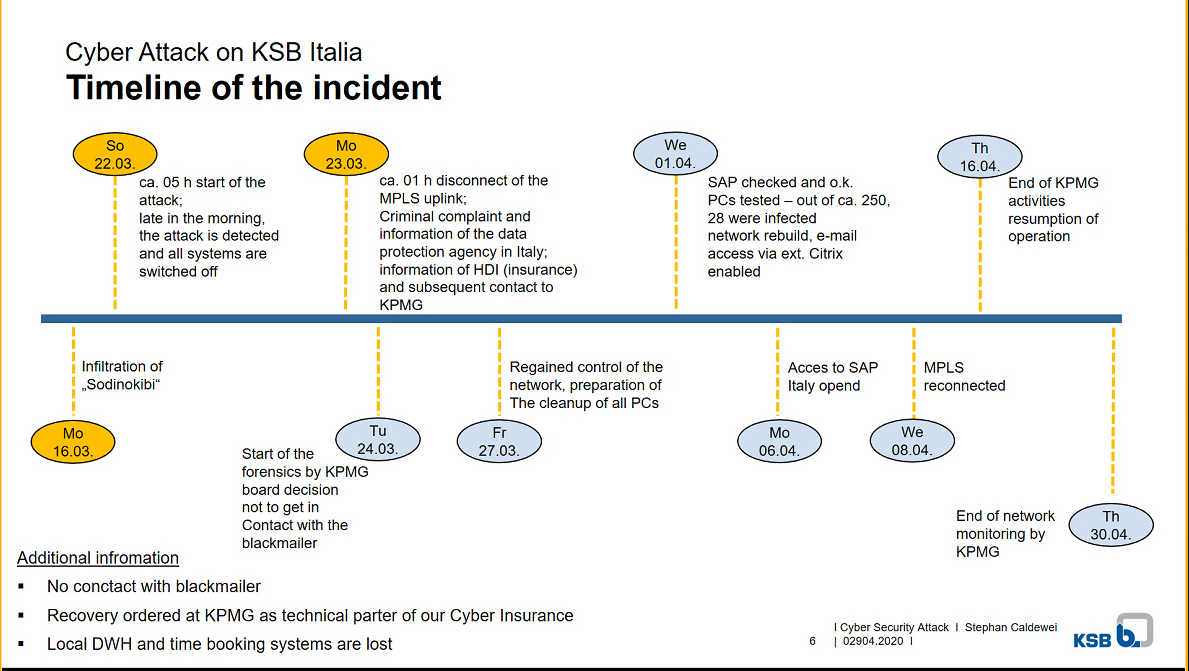 Cyber Attack on KSB Italia
Timeline of the incident
So
22.03.
ca. 05 h start of the
attack;
late in the morning,
the attack is detected
and all systems are
switched off
Mo
23.03.
ca. 01 h disconnect of the
MPLS uplink;
Criminal complaint and
information of the data
protection agency in Italy;
information of HDI (insurance)
and subsequent contact to
KPMG
We
01.04.
SAP checked and o.k.
PCs tested – out of ca. 250,
28 were infected
network rebuild, e-mail
access via ext. Citrix
enabled
Th
16.04.
End of KPMG
activities
resumption of
operation
Infiltration of
„Sodinokibi“
Mo
16.03.
Tu
24.03.
Start of the
forensics by KPMG
board decision
not to get in
Contact with the
blackmailer
Regained control of the
network, preparation of
The cleanup of all PCs
Fr
27.03.
Acces to SAP
Italy opend
Mo
06.04.
MPLS
reconnected
We
08.04.
End of network
monitoring by
KPMG
Th
30.04.
Additional infromation
▪ No conctact with blackmailer
▪ Recovery ordered at KPMG as technical parter of our Cyber Insurance
▪ Local DWH and time booking systems are lost
I Cyber Security Attack I Stephan Caldewei
6 | 02904.2020 I
KSB b.